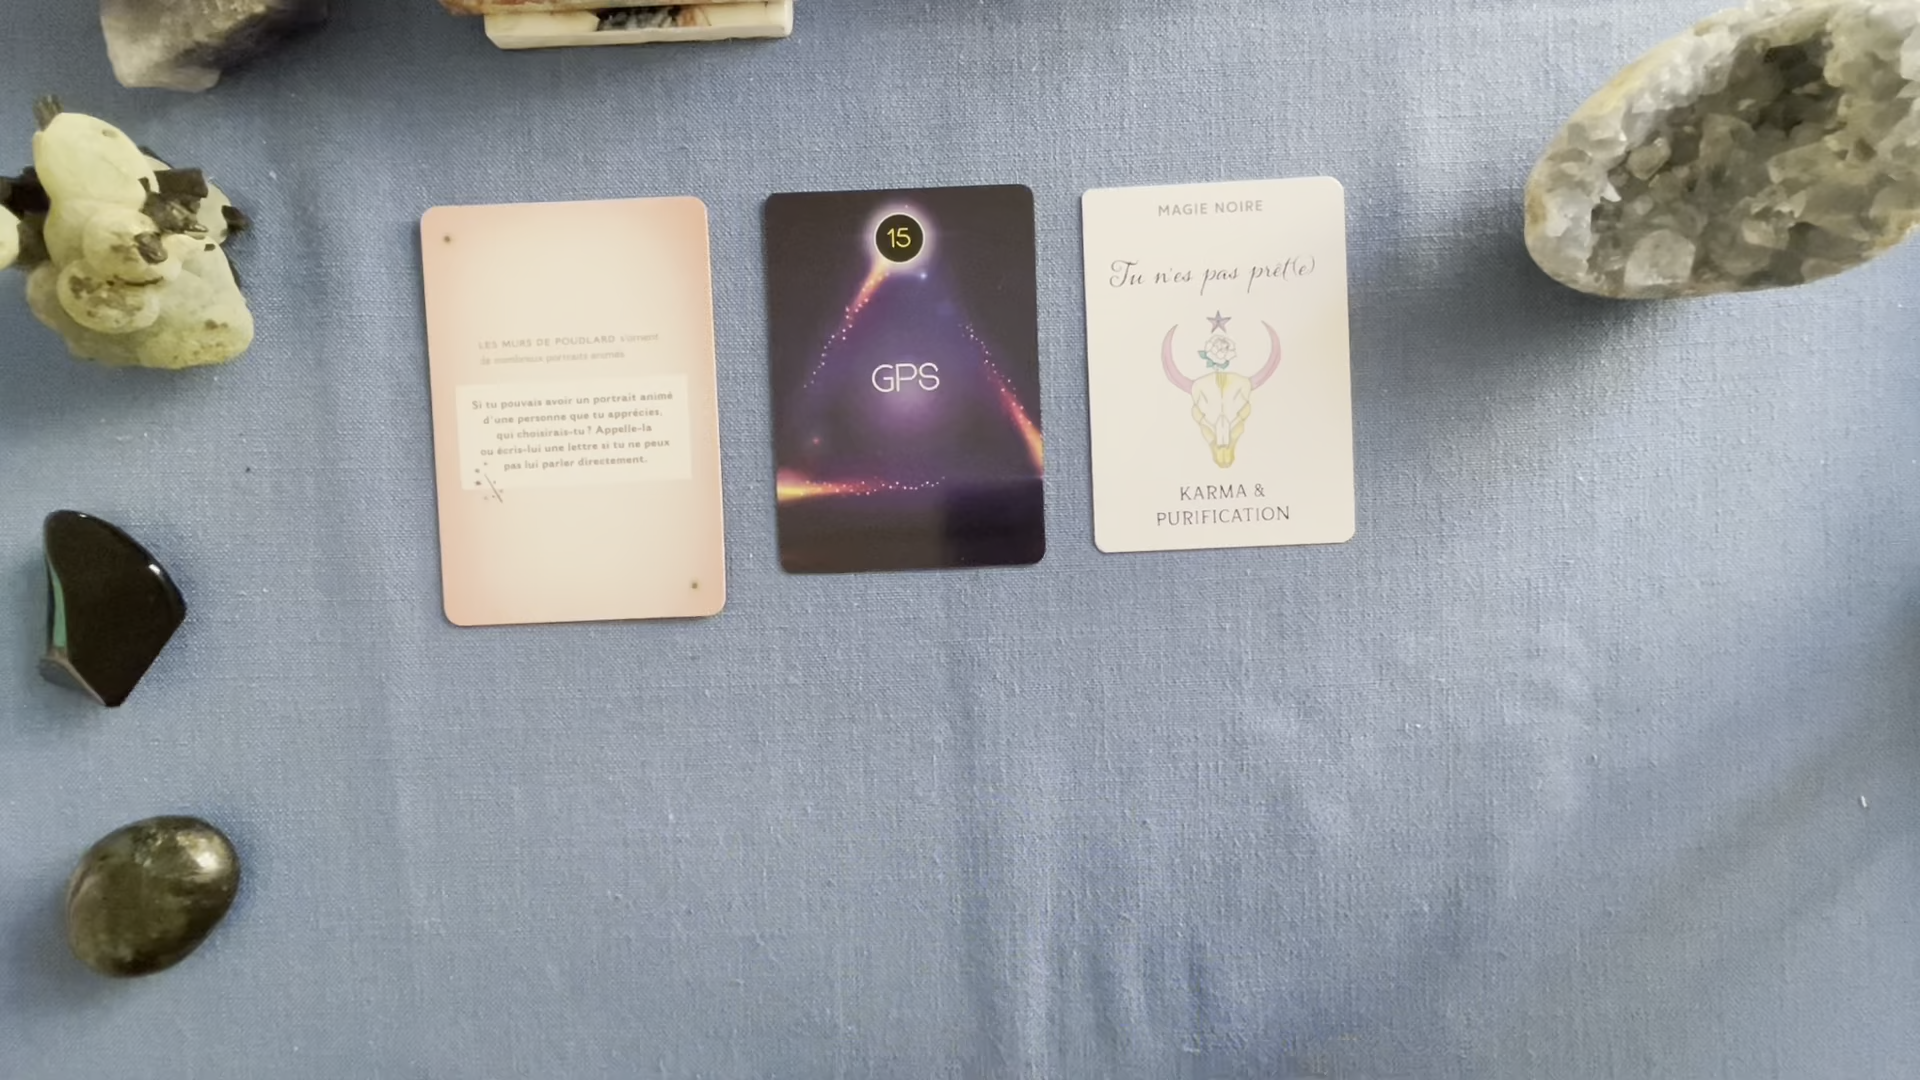 LES MURS DE POUDLARD s'ornent
de nombreux portraits animés.
Si tu pouvais avoir un portrait animé
d'une personne que tu apprécies,
qui choisirais-tu ? Appelle-la
ou écris-lui une lettre si tu ne peux
pas lui parler directement.
15
GPS
MAGIE NOIRE
Tu n'es pas prêt(e)
KARMA &
PURIFICATION